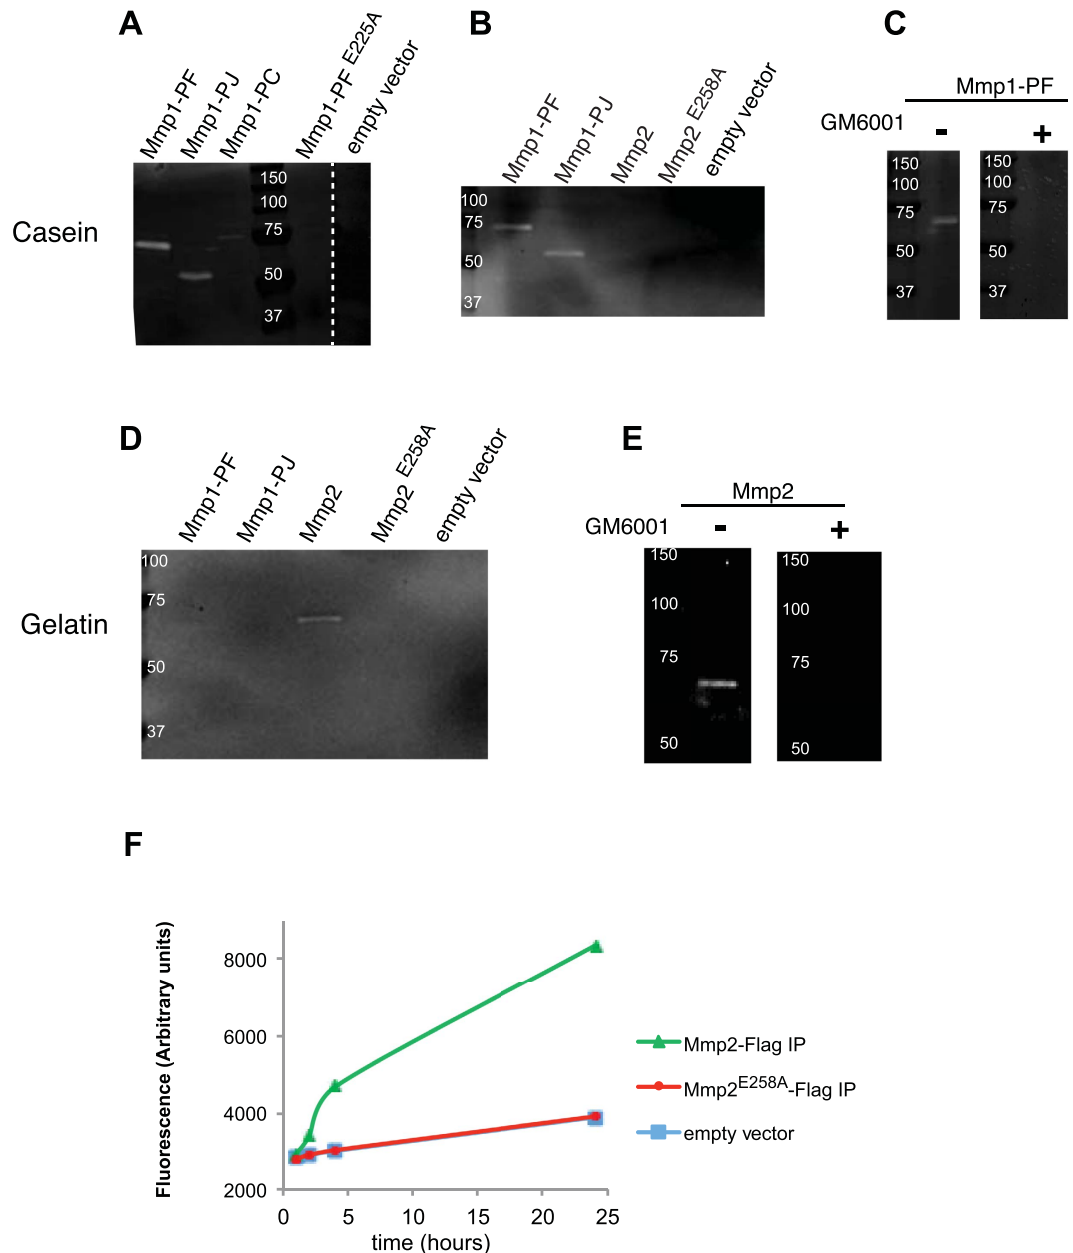 A
Mmp1-PF
Mmp1-PJ
Mmp1-PC
Mmp1-PF E225A
empty vector
Casein
150
100
75
50
37
B
Mmp1-PF
Mmp1-PJ
Mmp2
Mmp2 E258A
empty vector
100
75
50
37
C
Mmp1-PF
GM6001 - +
150
100
75
50
37
150
100
75
50
37
D
Mmp1-PF
Mmp1-PJ
Mmp2
Mmp2 E258A
empty vector
Gelatin
100
75
50
37
E
Mmp2
GM6001 - +
150
100
75
50
150
100
75
50
F
Fluorescence (Arbitrary units)
8000
6000
4000
2000
0 5 10 15 20 25
time (hours)
Mmp2-Flag IP
Mmp2E258A-Flag IP
empty vector